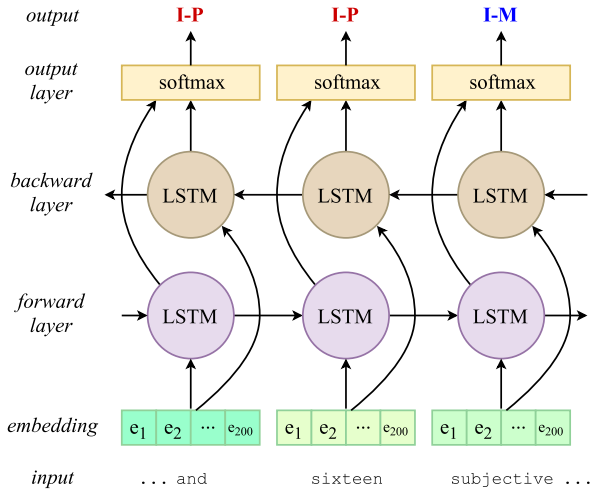 output I-P I-P I-M
output
layer
softmax softmax softmax
backward
layer
LSTM LSTM LSTM
forward
layer
LSTM LSTM LSTM
embedding e1 e2 ... e200 e1 e2 ... e200 e1 e2 ... e200
input ... and sixteen subjective ...